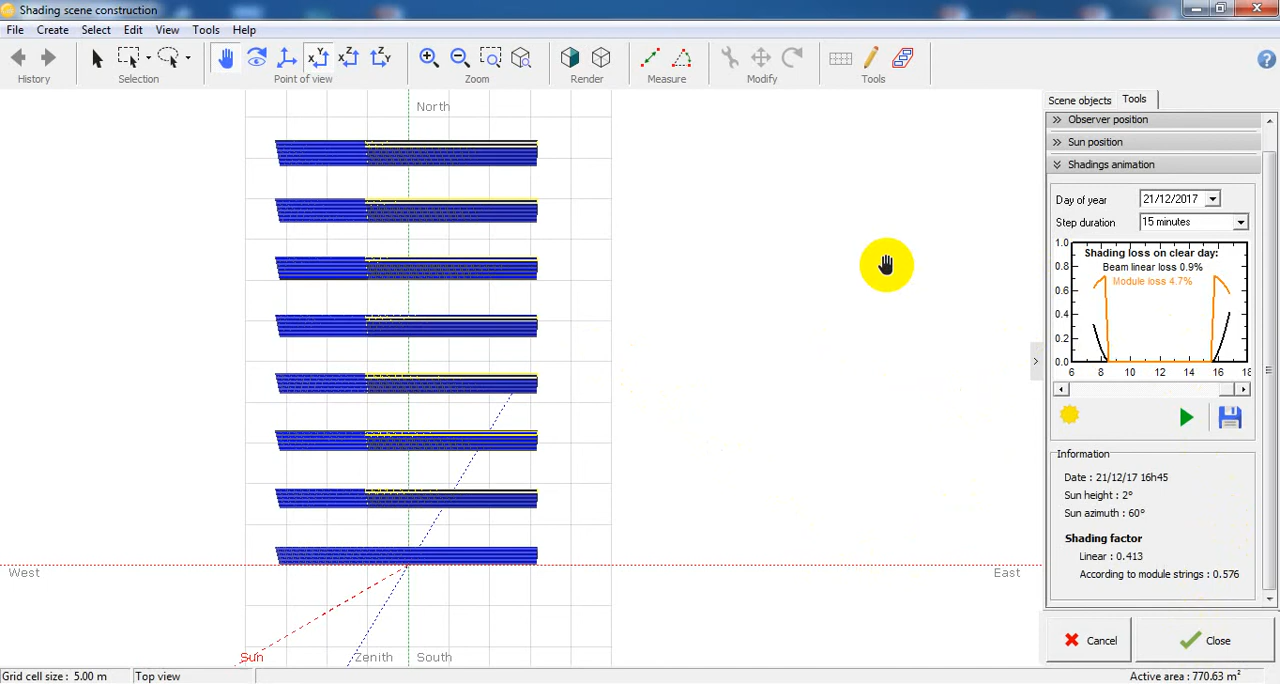 Shading scene construction
File Create Select Edit View Tools Help
History Selection Point of view Zoom Render Measure Modify Tools
Scene objects Tools
Observer position
Sun position
Shadings animation
Day of year 21/12/2017
Step duration 15 minutes
1.0
0.8
0.6
0.4
0.2
0.0
Shading loss on clear day:
Beam linear loss 0.9%
Module loss 4.7%
6 8 10 12 14 16 18
Information
Date : 21/12/17 16h45
Sun height : 2°
Sun azimuth : 60°
Shading factor
Linear : 0.413
According to module strings : 0.576
Cancel Close
North
West
East
Sun
Zenith
South
Grid cell size : 5.00 m Top view Active area : 770.63 m²